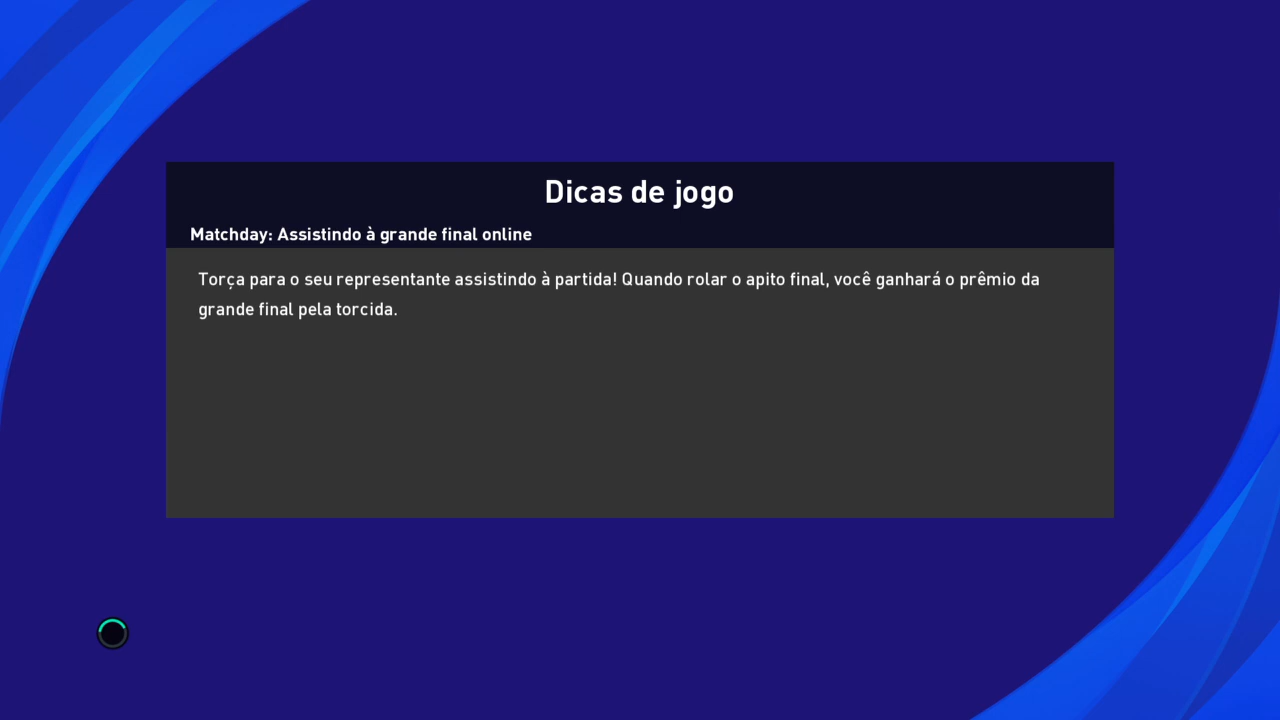 Dicas de jogo
Matchday: Assistindo à grande final online
Torça para o seu representante assistindo à partida! Quando rolar o apito final, você ganhará o prêmio da
grande final pela torcida.